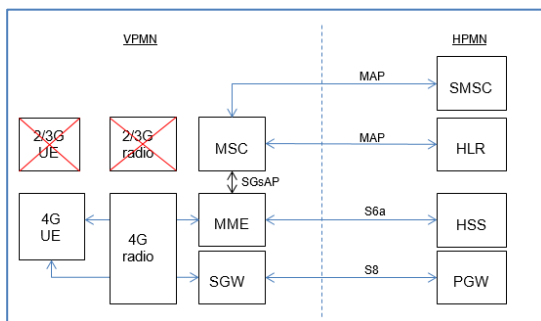 VPMN
HPMN
MAP
SMSC
2/3G
UE
2/3G
radio
MSC
MAP
HLR
SGsAP
4G
UE
4G
radio
MME
S6a
HSS
SGW
S8
PGW